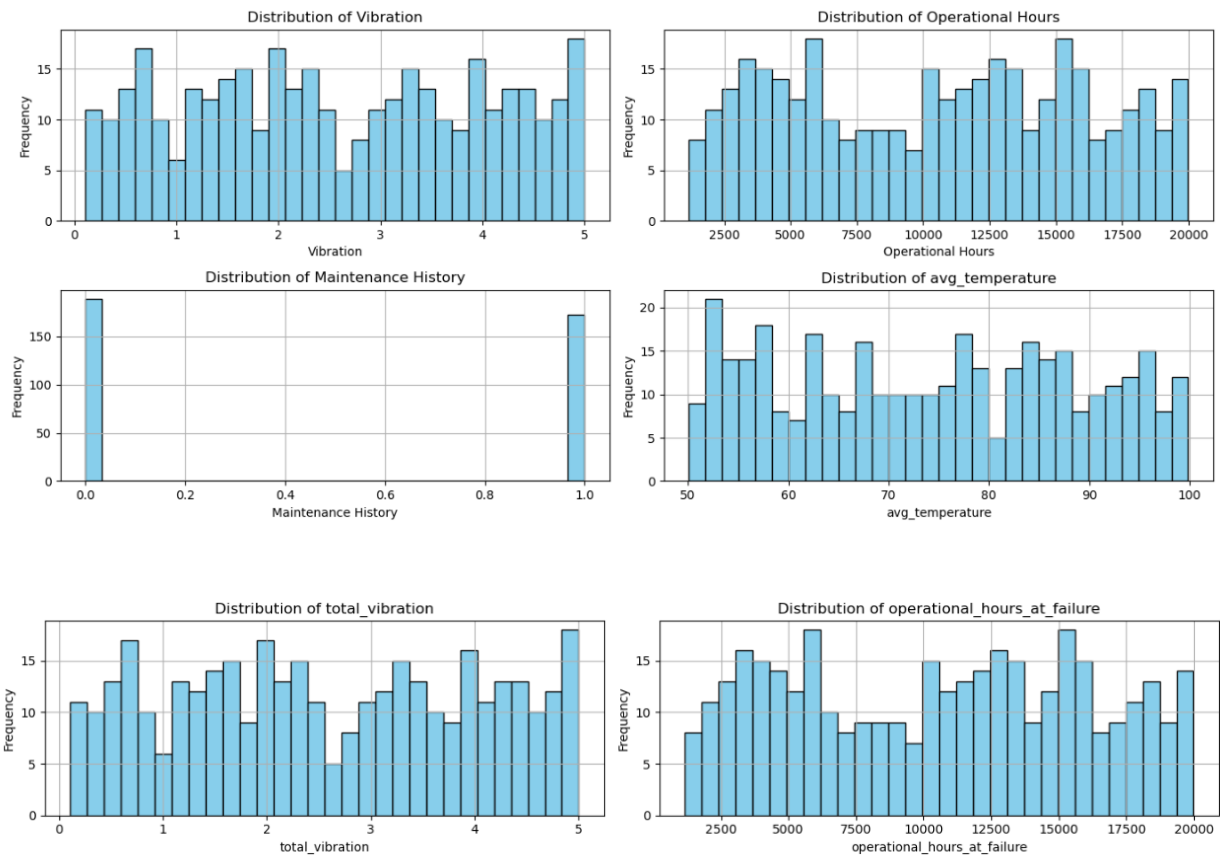 Distribution of Vibration
Frequency
15
10
5
0
0 1 2 3 4 5
Vibration
Distribution of Operational Hours
Frequency
15
10
5
0
2500 5000 7500 10000 12500 15000 17500 20000
Operational Hours
Distribution of Maintenance History
Frequency
150
100
50
0
0.0 0.2 0.4 0.6 0.8 1.0
Maintenance History
Distribution of avg_temperature
Frequency
20
15
10
5
0
50 60 70 80 90 100
avg_temperature
Distribution of total_vibration
Frequency
15
10
5
0
0 1 2 3 4 5
total_vibration
Distribution of operational_hours_at_failure
Frequency
15
10
5
0
2500 5000 7500 10000 12500 15000 17500 20000
operational_hours_at_failure